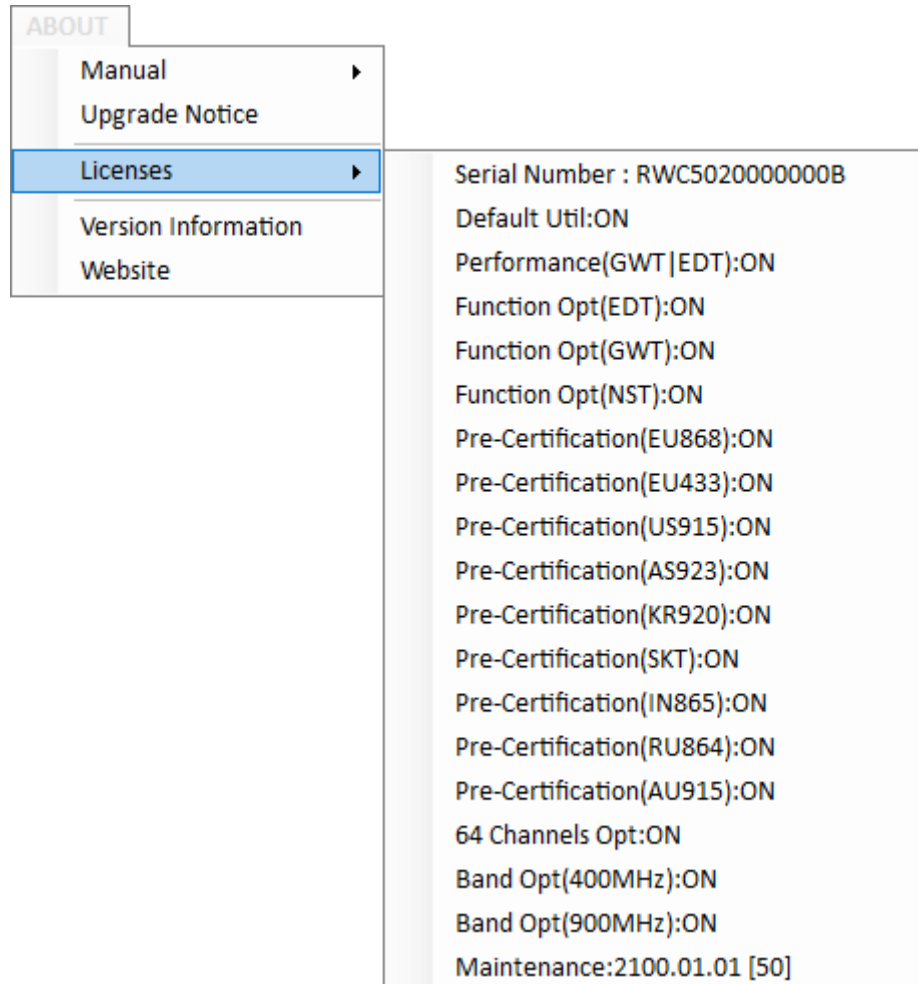 ABOUT
Manual
Upgrade Notice
Licenses
Version Information
Website
Serial Number : RWC5020000000B
Default Util:ON
Performance(GWT|EDT):ON
Function Opt(EDT):ON
Function Opt(GWT):ON
Function Opt(NST):ON
Pre-Certification(EU868):ON
Pre-Certification(EU433):ON
Pre-Certification(US915):ON
Pre-Certification(AS923):ON
Pre-Certification(KR920):ON
Pre-Certification(SKT):ON
Pre-Certification(IN865):ON
Pre-Certification(RU864):ON
Pre-Certification(AU915):ON
64 Channels Opt:ON
Band Opt(400MHz):ON
Band Opt(900MHz):ON
Maintenance:2100.01.01 [50]